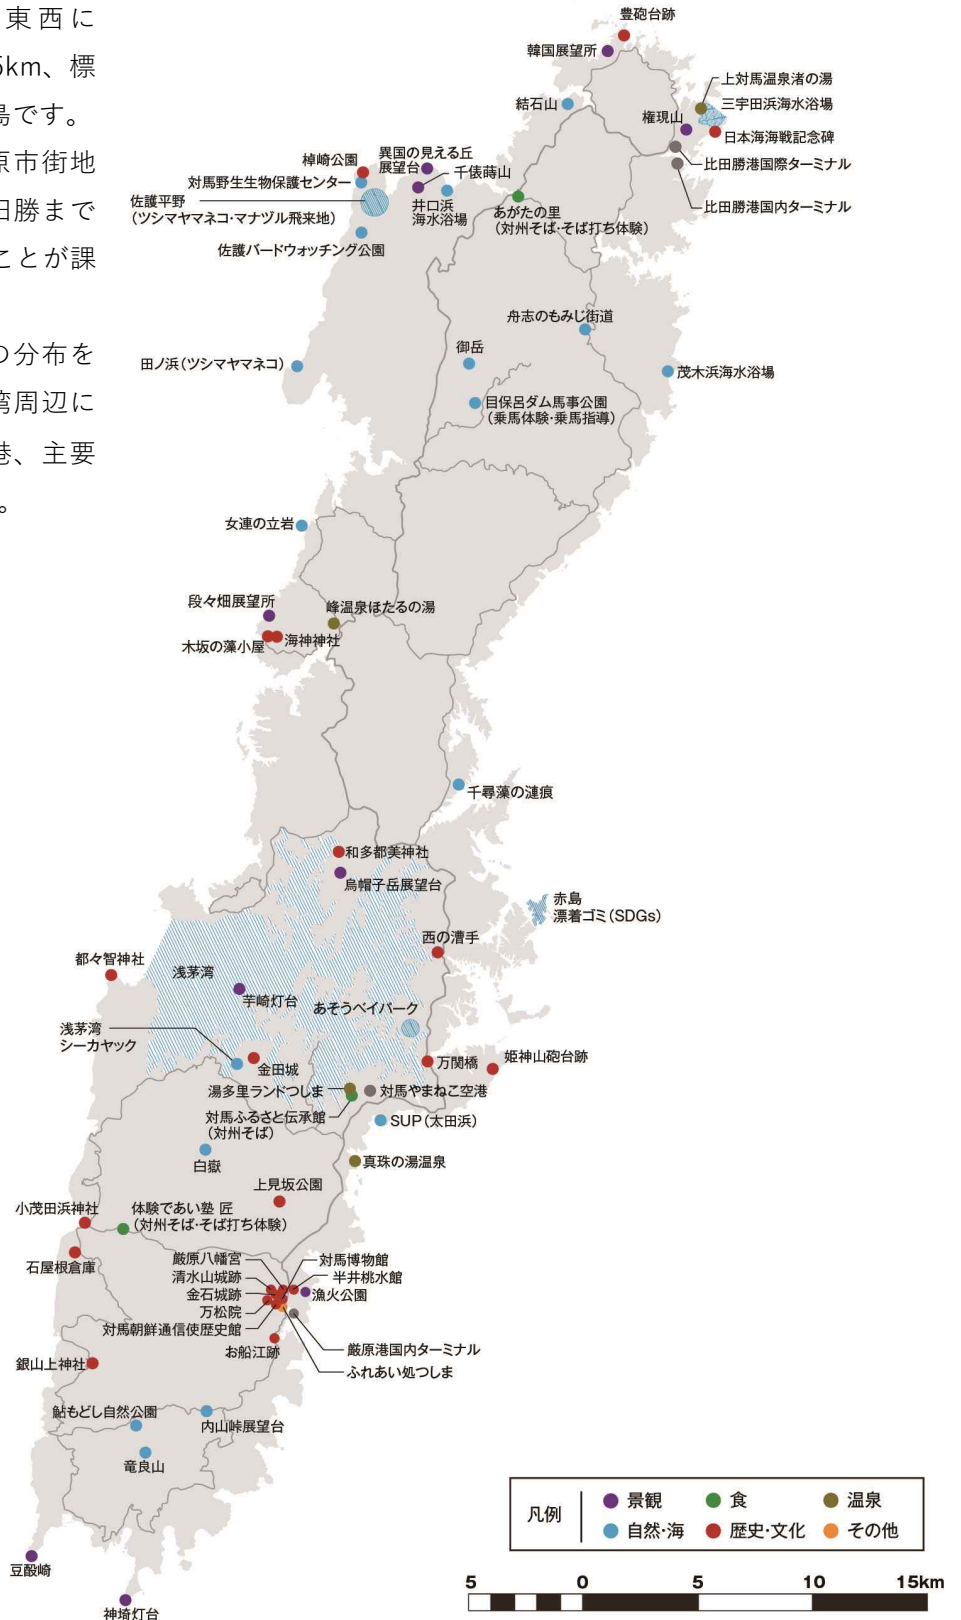 東西に
5km、標
島です。
原市街地
田勝まで
ことが課
の分布を
湾周辺に
港、主要
。
豊砲台跡
韓国展望所
上対馬温泉渚の湯
結石山
三宇田浜海水浴場
権現山
日本海海戦記念碑
比田勝港国際ターミナル
比田勝港国内ターミナル
棹崎公園
異国の見える丘
展望台
千俵蒔山
対馬野生生物保護センター
佐護平野
(ツシマヤマネコ・マナヅル飛来地)
井口浜
海水浴場
あがたの里
(対州そば・そば打ち体験)
佐護バードウォッチング公園
舟志のもみじ街道
御岳
田ノ浜(ツシマヤマネコ)
茂木浜海水浴場
目保呂ダム馬事公園
(乗馬体験・乗馬指導)
女連の立岩
段々畑展望所
峰温泉ほたるの湯
木坂の藻小屋
海神神社
千尋藻の漣痕
和多都美神社
烏帽子岳展望台
赤島
漂着ゴミ(SDGs)
西の漕手
都々智神社
浅茅湾
芋崎灯台
あそうベイパーク
浅茅湾
シーカヤック
金田城
万関橋
姫神山砲台跡
湯多里ランドつしま
対馬やまねこ空港
対馬ふるさと伝承館
(対州そば)
SUP(太田浜)
白嶽
真珠の湯温泉
上見坂公園
小茂田浜神社
体験であい塾 匠
(対州そば・そば打ち体験)
石屋根倉庫
厳原八幡宮
対馬博物館
清水山城跡
半井桃水館
金石城跡
漁火公園
万松院
対馬朝鮮通信使歴史館
お船江跡
厳原港国内ターミナル
ふれあい処つしま
銀山上神社
鮎もどし自然公園
内山峠展望台
竜良山
豆酘崎
神埼灯台
凡例
景観
食
温泉
自然・海
歴史・文化
その他
5 0 5 10 15km